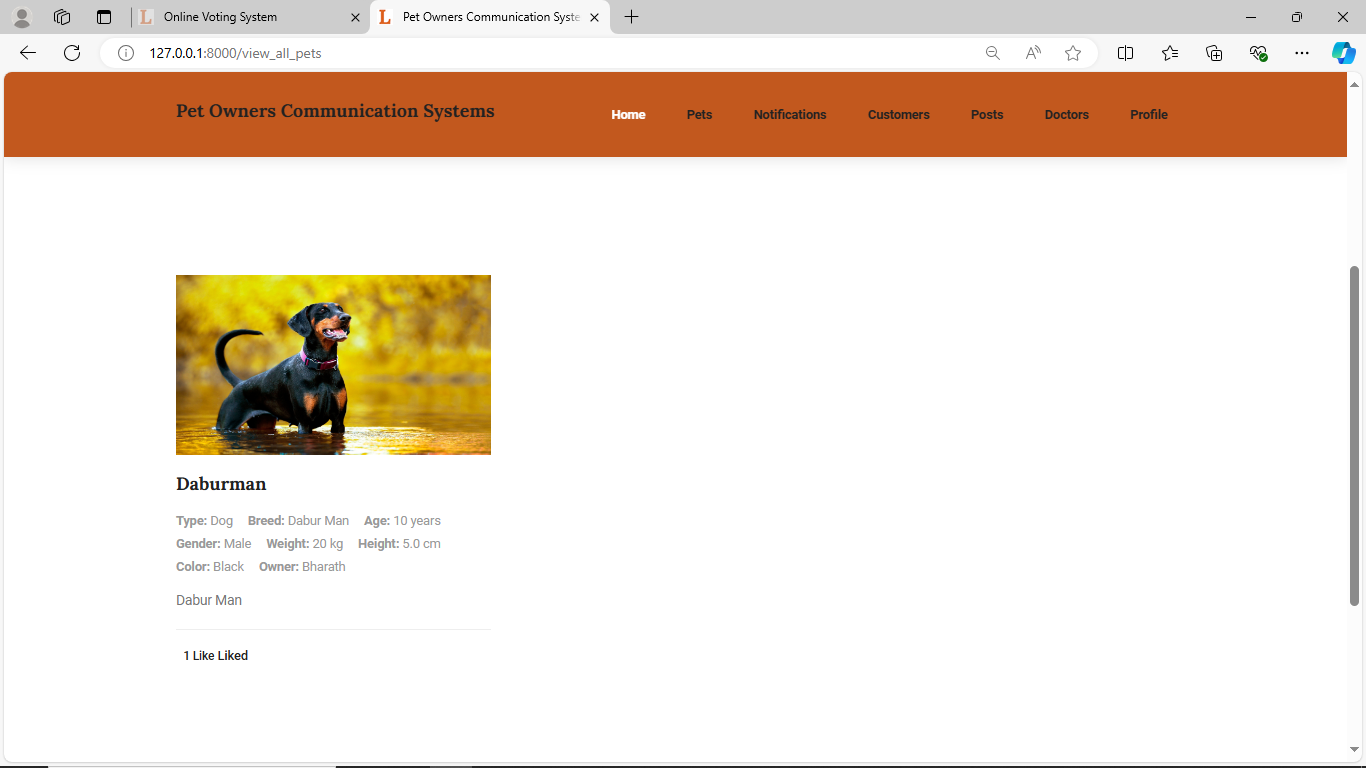 Online Voting System
Pet Owners Communication Syste
127.0.0.1:8000/view_all_pets
Pet Owners Communication Systems
Home Pets Notifications Customers Posts Doctors Profile
Daburman
Type: Dog Breed: Dabur Man Age: 10 years
Gender: Male Weight: 20 kg Height: 5.0 cm
Color: Black Owner: Bharath
Dabur Man
1 Like Liked